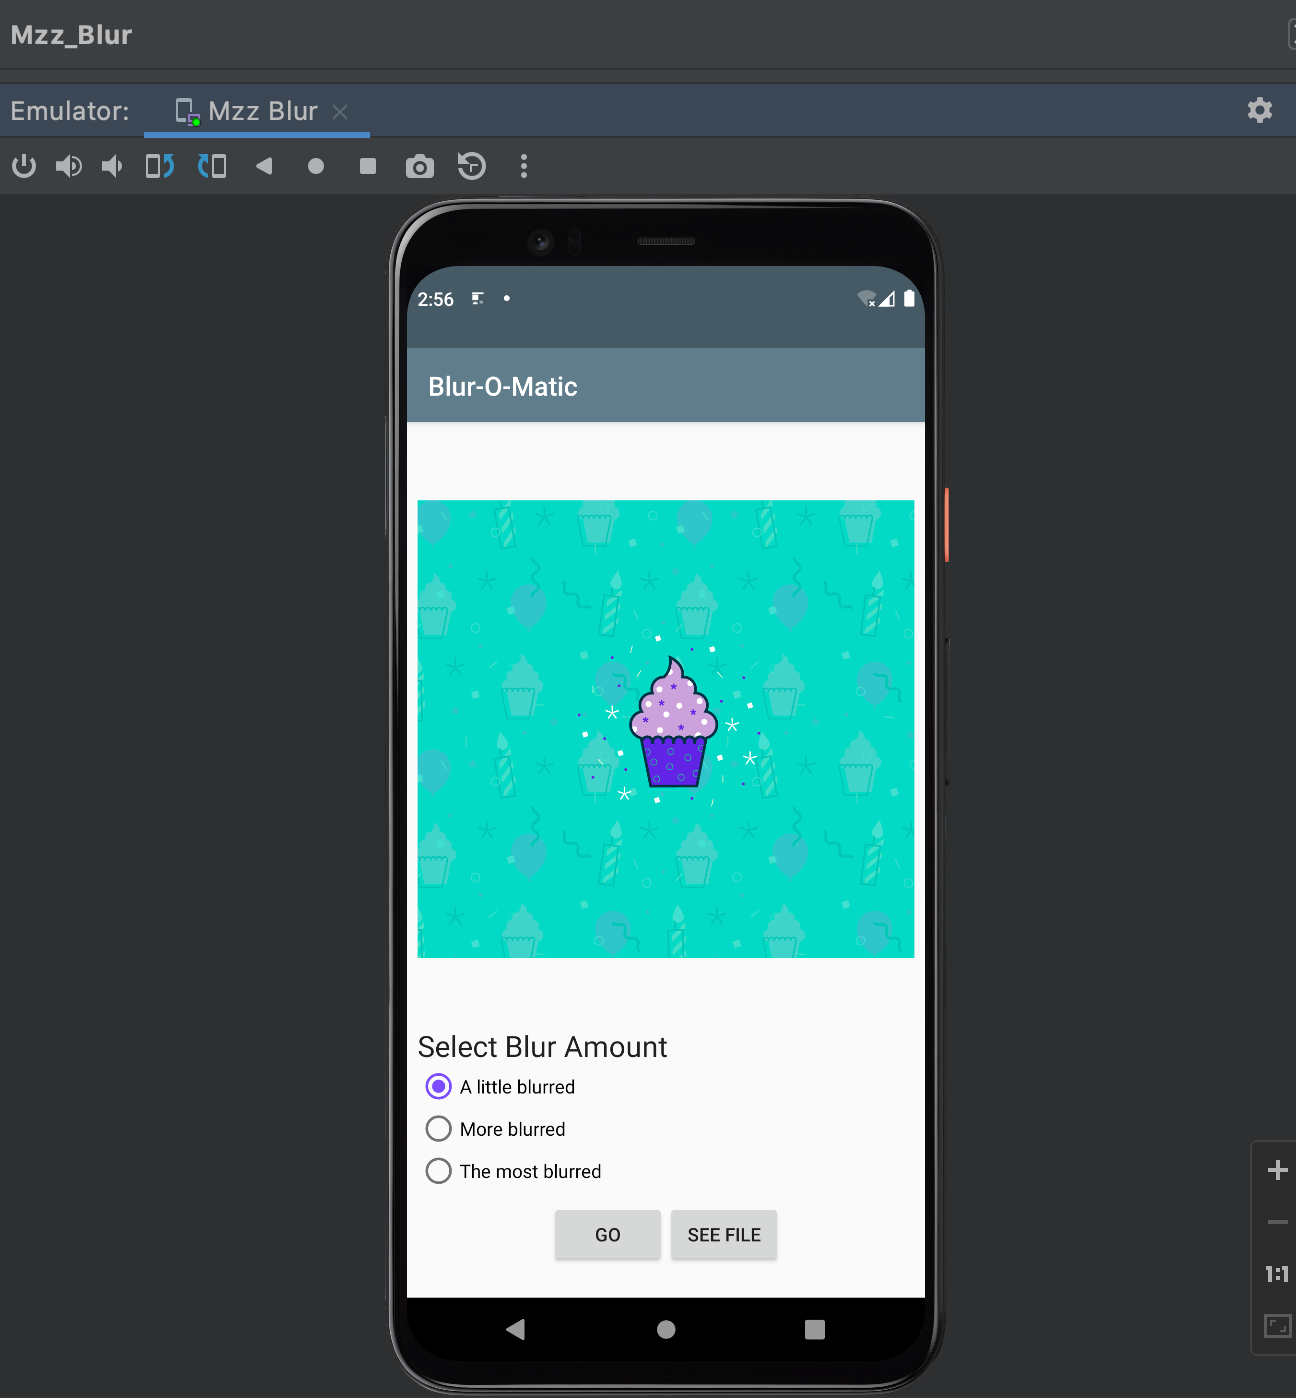 Mzz_Blur
Emulator: Mzz Blur
2:56
Blur-O-Matic
Select Blur Amount
A little blurred
More blurred
The most blurred
GO SEE FILE
1:1